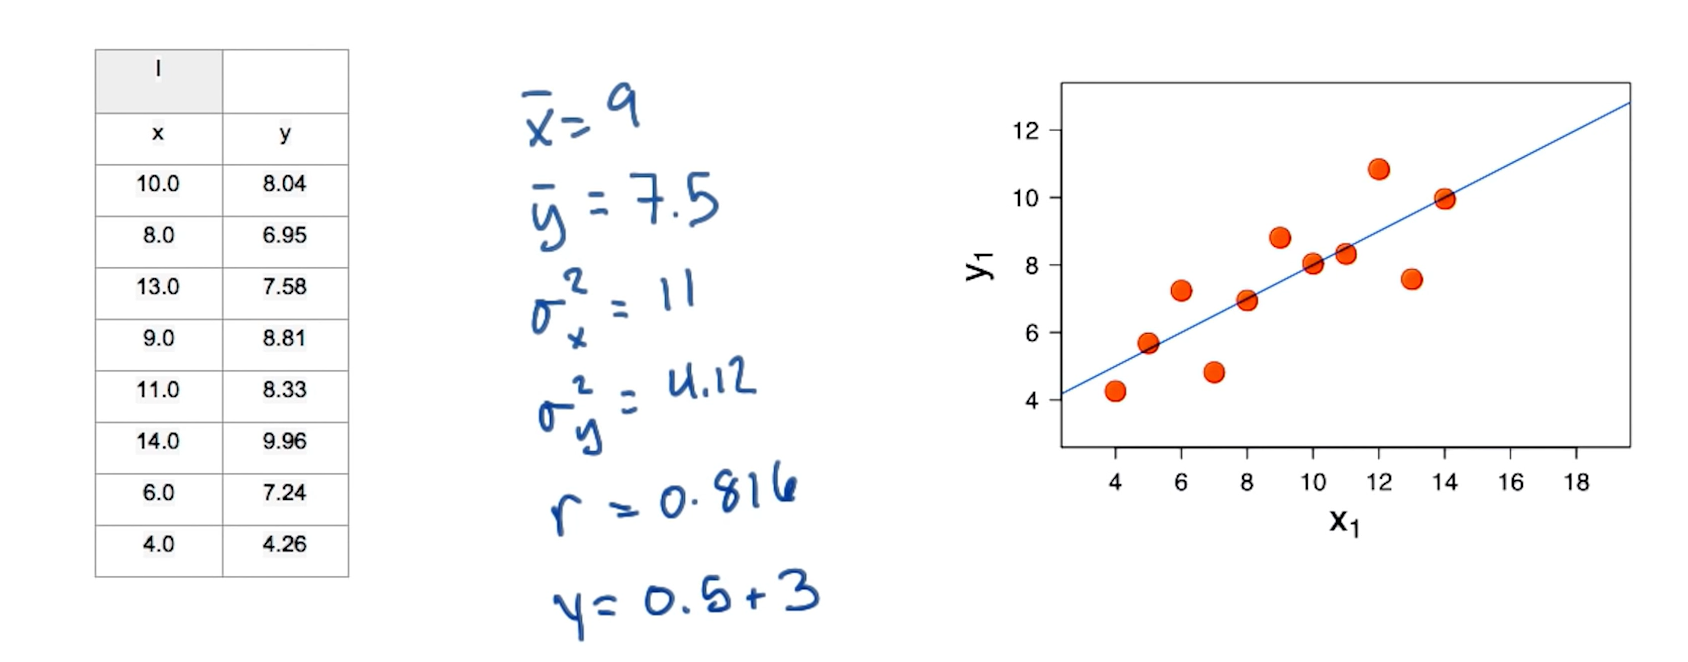 I
x y
10.0 8.04
8.0 6.95
13.0 7.58
9.0 8.81
11.0 8.33
14.0 9.96
6.0 7.24
4.0 4.26
x̄ = 9
ȳ = 7.5
σ²ₓ = 11
σ²y = 4.12
r = 0.816
y = 0.5 + 3
y₁
12
10
8
6
4
4 6 8 10 12 14 16 18
x₁